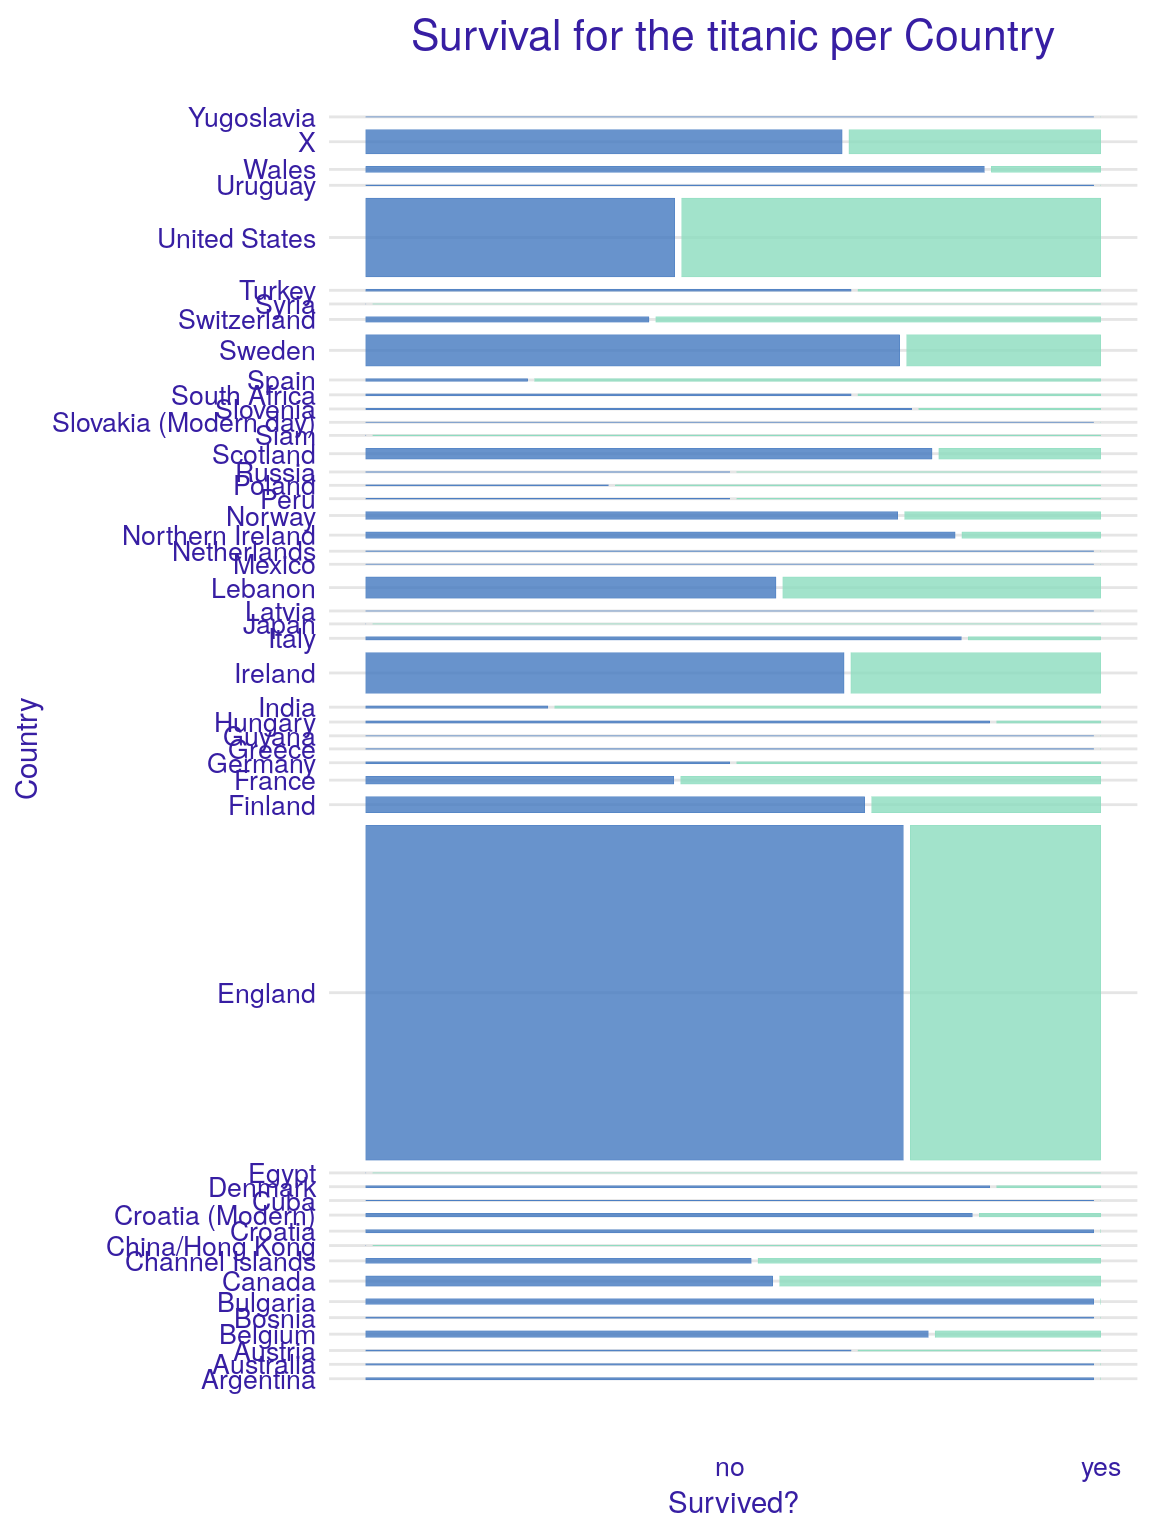 Survival for the titanic per Country
Yugoslavia
X
Wales
Uruguay
United States
Turkey
Syria
Switzerland
Sweden
Spain
South Africa
Slovenia
Slovakia (Modern day)
Siam
Scotland
Russia
Poland
Peru
Norway
Northern Ireland
Netherlands
Mexico
Lebanon
Latvia
Japan
Italy
Ireland
India
Hungary
Guyana
Greece
Germany
France
Finland
England
Egypt
Denmark
Cuba
Croatia (Modern)
Croatia
China/Hong Kong
Channel Islands
Canada
Bulgaria
Bosnia
Belgium
Austria
Australia
Argentina
Country
no yes
Survived?